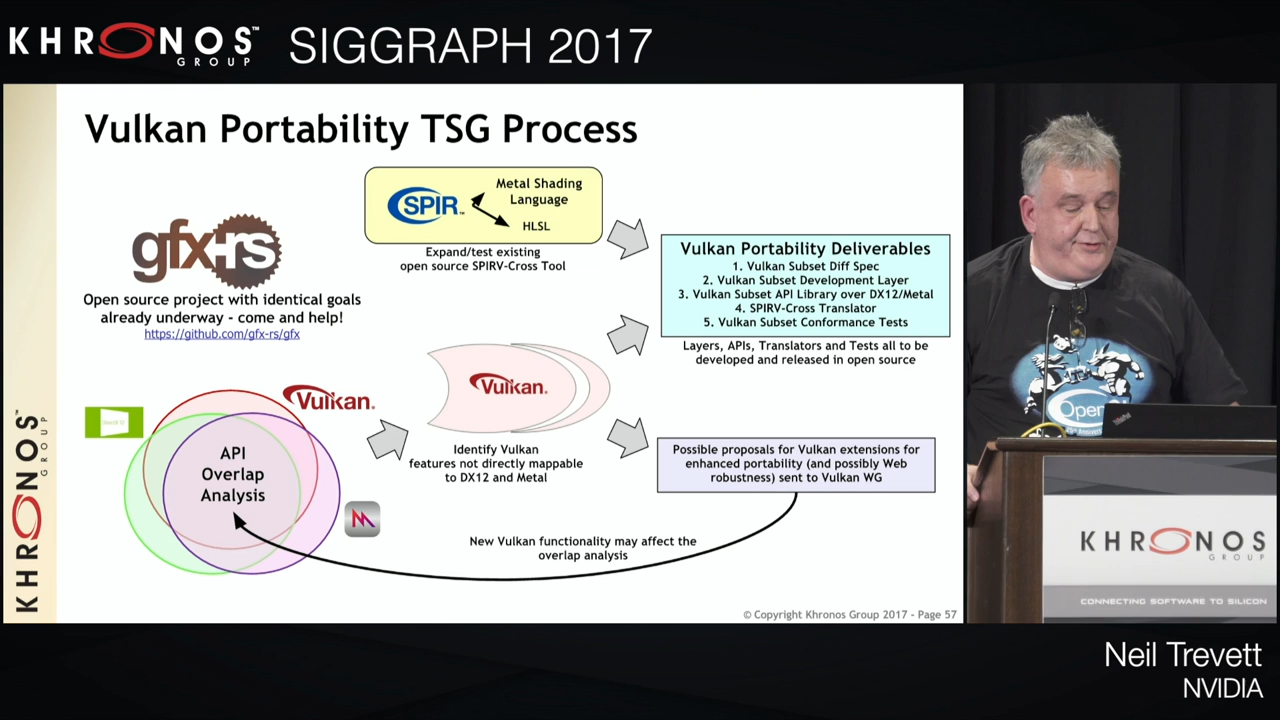 KHRONOS™ GROUP SIGGRAPH 2017
Vulkan Portability TSG Process
gfx-rs
Open source project with identical goals
already underway - come and help!
https://github.com/gfx-rs/gfx
SPIR™
Metal Shading
Language
HLSL
Expand/test existing
open source SPIRV-Cross Tool
Vulkan Portability Deliverables
1. Vulkan Subset Diff Spec
2. Vulkan Subset Development Layer
3. Vulkan Subset API Library over DX12/Metal
4. SPIRV-Cross Translator
5. Vulkan Subset Conformance Tests
Layers, APIs, Translators and Tests all to be
developed and released in open source
Vulkan.
API
Overlap
Analysis
Vulkan.
Identify Vulkan
features not directly mappable
to DX12 and Metal
Possible proposals for Vulkan extensions for
enhanced portability (and possibly Web
robustness) sent to Vulkan WG
New Vulkan functionality may affect the
overlap analysis
© Copyright Khronos Group 2017 - Page 57
KHRONOS™ GROUP
Open
KHRONOS
GROUP
CONNECTING SOFTWARE TO SILICON
Neil Trevett
NVIDIA